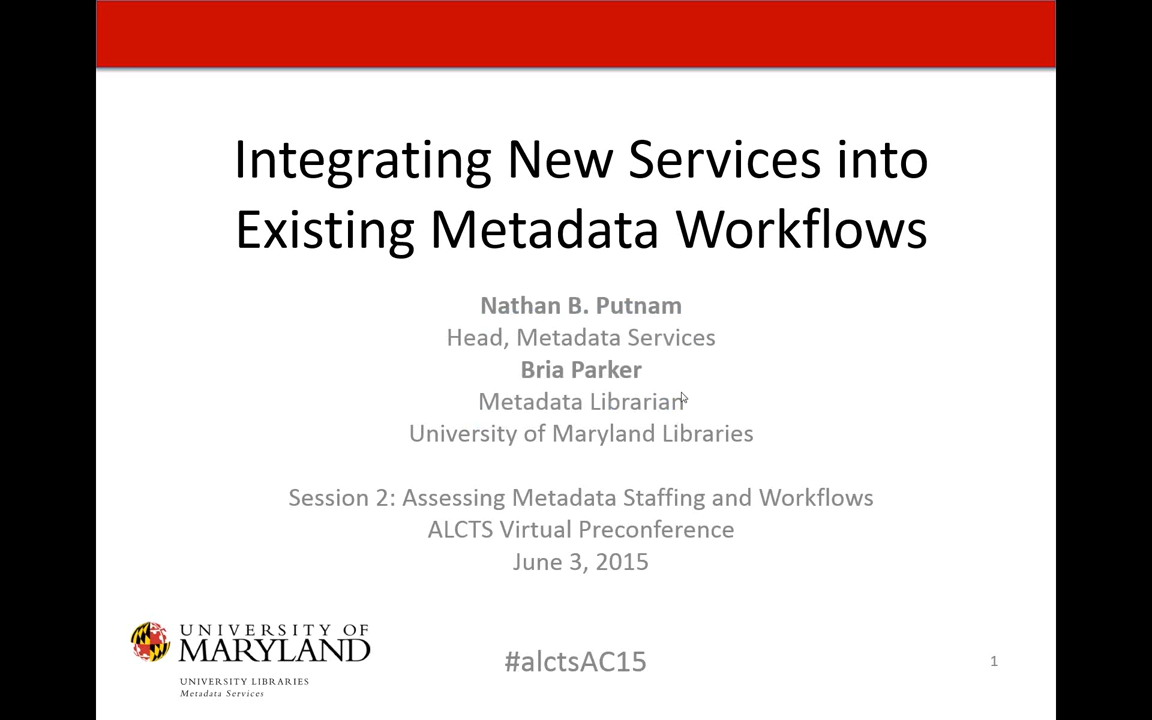 Integrating New Services into
Existing Metadata Workflows
Nathan B. Putnam
Head, Metadata Services
Bria Parker
Metadata Librarian
University of Maryland Libraries
Session 2: Assessing Metadata Staffing and Workflows
ALCTS Virtual Preconference
June 3, 2015
UNIVERSITY OF
MARYLAND
UNIVERSITY LIBRARIES
Metadata Services
#alctsAC15
1